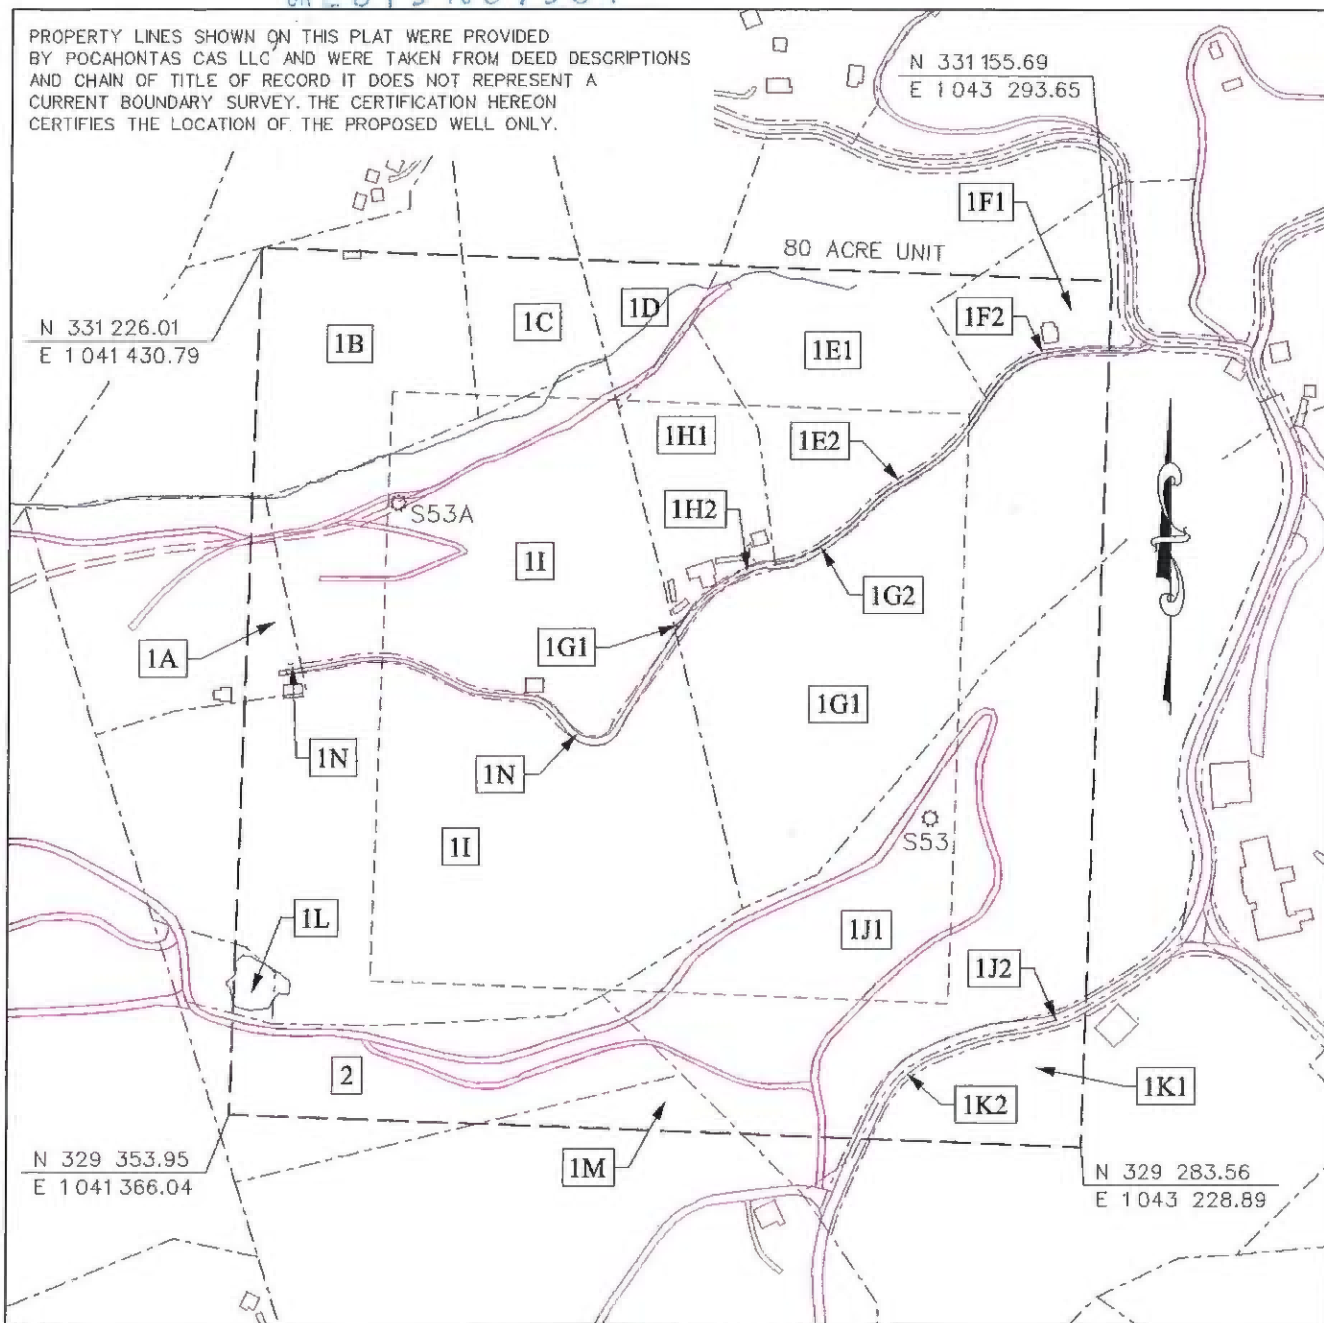 PROPERTY LINES SHOWN ON THIS PLAT WERE PROVIDED
BY POCAHONTAS CAS LLC AND WERE TAKEN FROM DEED DESCRIPTIONS
AND CHAIN OF TITLE OF RECORD IT DOES NOT REPRESENT A
CURRENT BOUNDARY SURVEY. THE CERTIFICATION HEREON
CERTIFIES THE LOCATION OF THE PROPOSED WELL ONLY.
N 331 155.69
E 1 043 293.65
1F1
80 ACRE UNIT
N 331 226.01
E 1 041 430.79
1B
1C
1D
1F2
1E1
1H1
1E2
S53A
1H2
1I
1G2
1A
1G1
1G1
1N
1N
S53
1I
1L
1J1
1J2
2
1K2
1K1
1M
N 329 353.95
E 1 041 366.04
N 329 283.56
E 1 043 228.89